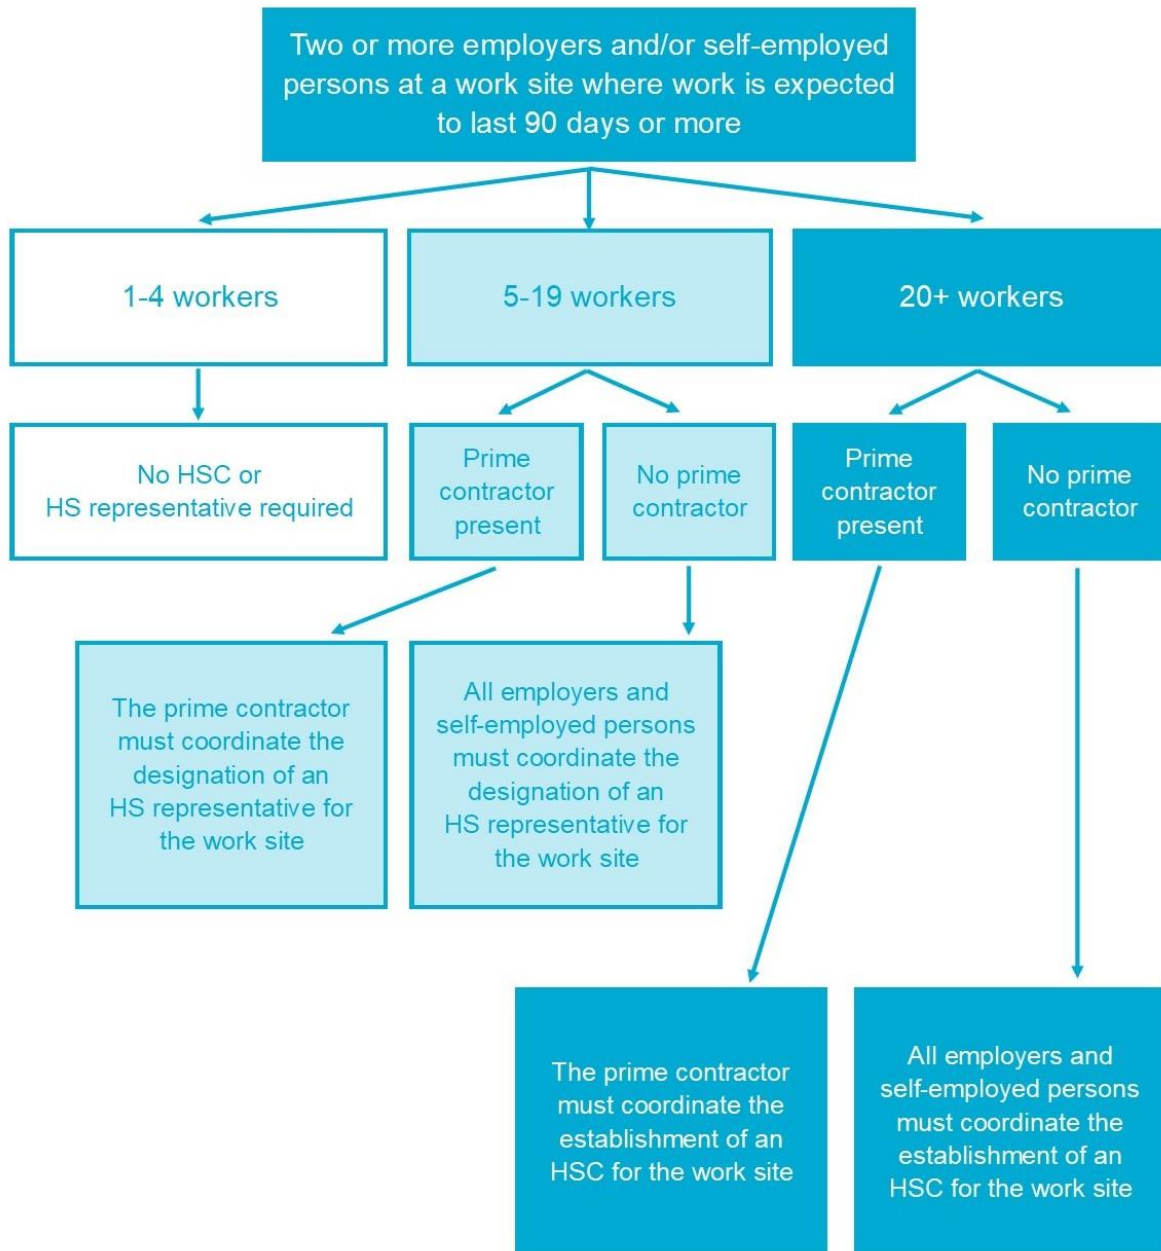 Two or more employers and/or self-employed
persons at a work site where work is expected
to last 90 days or more
1-4 workers
5-19 workers
20+ workers
No HSC or
HS representative required
Prime
contractor
present
No prime
contractor
Prime
contractor
present
No prime
contractor
The prime contractor
must coordinate the
designation of an
HS representative for
the work site
All employers and
self-employed persons
must coordinate the
designation of an
HS representative for
the work site
The prime contractor
must coordinate the
establishment of an
HSC for the work site
All employers and
self-employed persons
must coordinate the
establishment of an
HSC for the work site